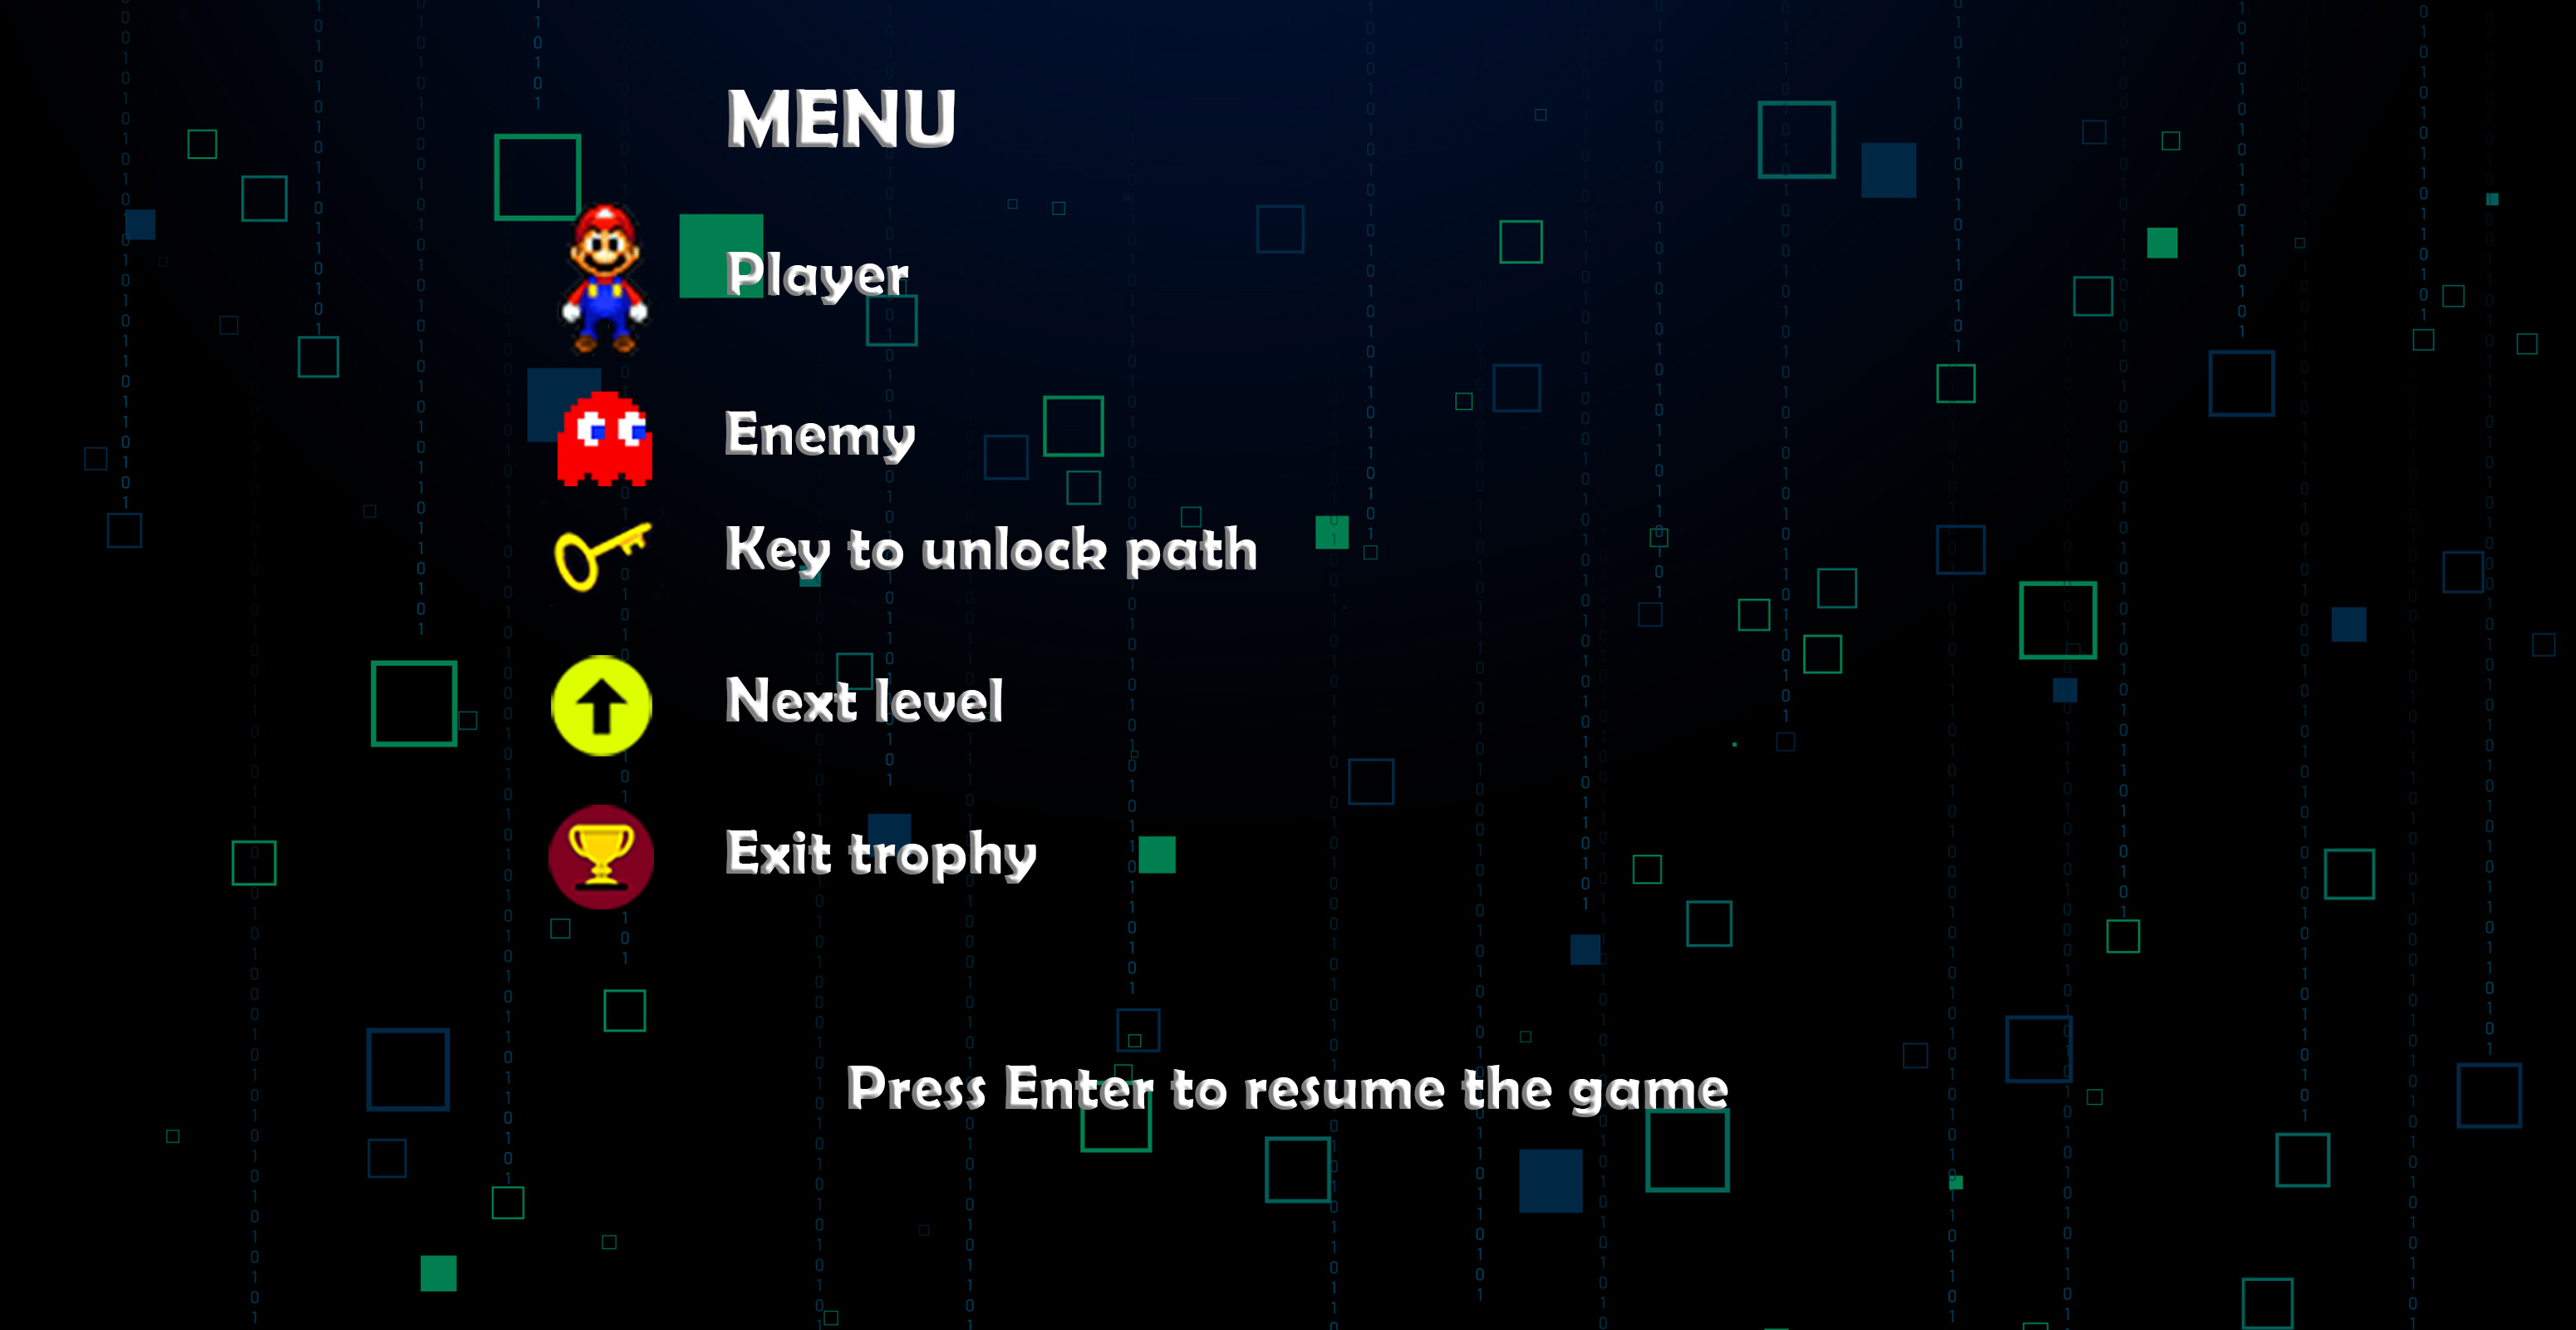 MENU
Player
Enemy
Key to unlock path
Next level
Exit trophy
Press Enter to resume the game